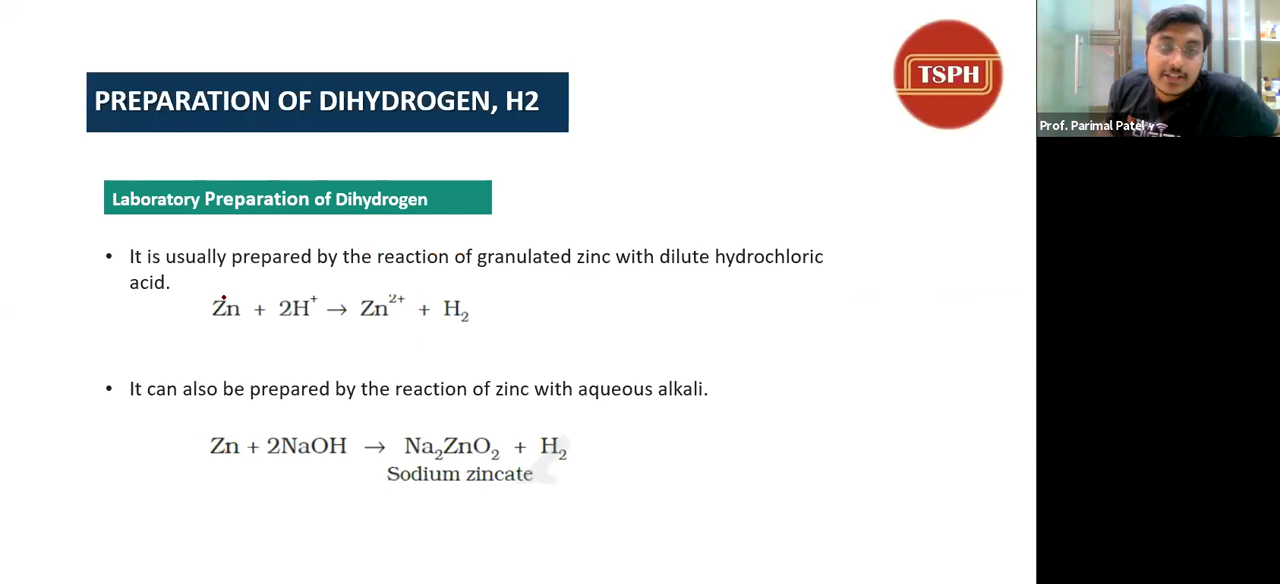 PREPARATION OF DIHYDROGEN, H2
TSPH
Prof. Parimal Patel
Laboratory Preparation of Dihydrogen
• It is usually prepared by the reaction of granulated zinc with dilute hydrochloric
acid.
Zn + 2H⁺ → Zn²⁺ + H₂
• It can also be prepared by the reaction of zinc with aqueous alkali.
Zn + 2NaOH → Na₂ZnO₂ + H₂
Sodium zincate